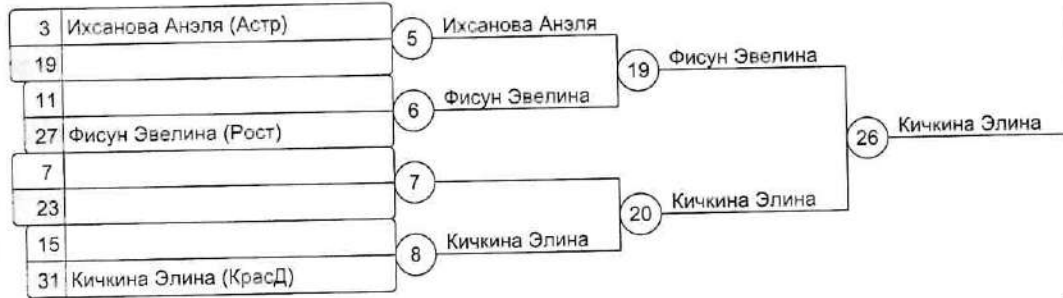 3 Ихсанова Анэля (Астр)
19
5 Ихсанова Анэля
11
27 Фисун Эвелина (Рост)
6 Фисун Эвелина
19 Фисун Эвелина
7
23
7
15
31 Кичкина Элина (КрасД)
8 Кичкина Элина
20 Кичкина Элина
26 Кичкина Элина